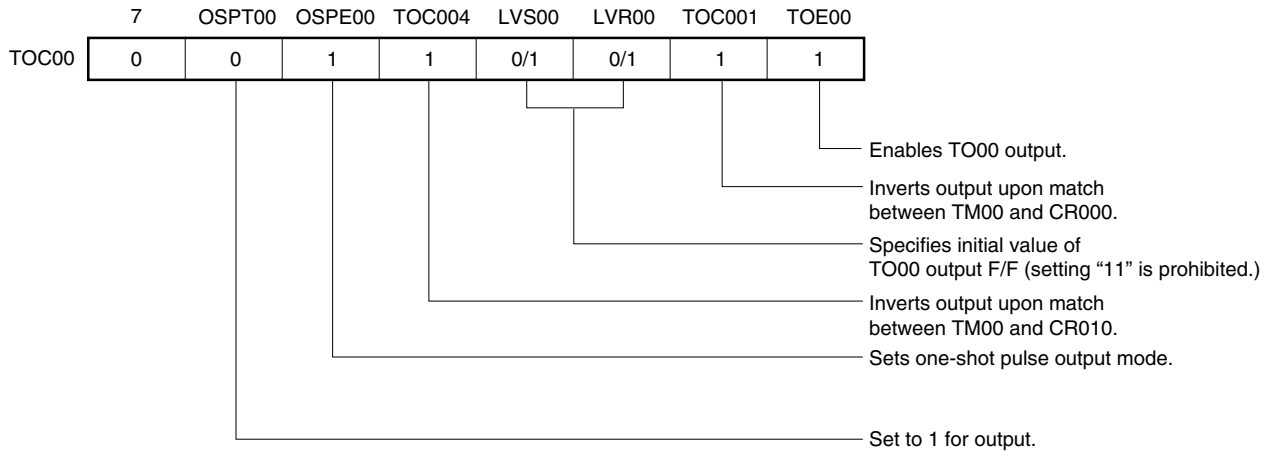 7 OSPT00 OSPE00 TOC004 LVS00 LVR00 TOC001 TOE00
TOC00 0 0 1 1 0/1 0/1 1 1
Enables TO00 output.
Inverts output upon match
between TM00 and CR000.
Specifies initial value of
TO00 output F/F (setting “11” is prohibited.)
Inverts output upon match
between TM00 and CR010.
Sets one-shot pulse output mode.
Set to 1 for output.